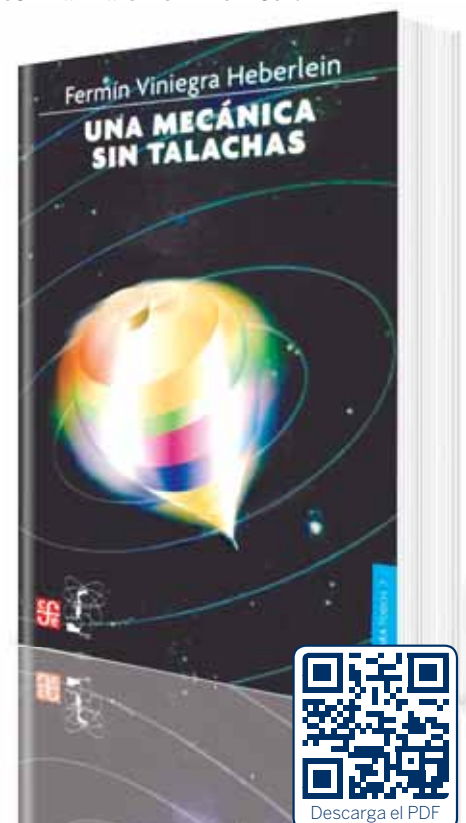 Fermín Viniegra Heberlein
UNA MECÁNICA
SIN TALACHAS
Descarga el PDF